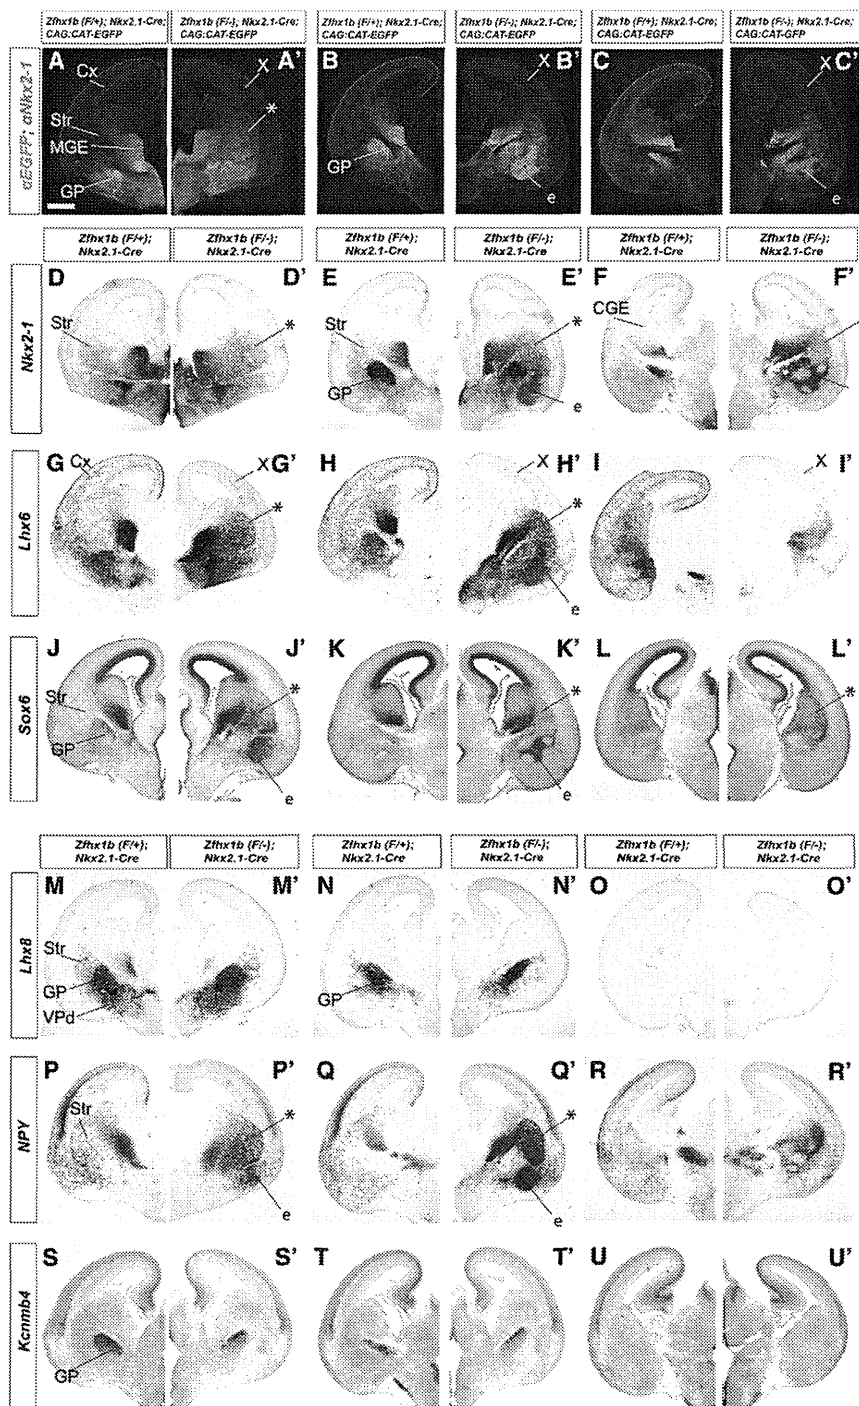 Zfhx1b (F/+); Nkx2.1-Cre; CAG:CAT-EGFP
Zfhx1b (F/-); Nkx2.1-Cre; CAG:CAT-EGFP
Zfhx1b (F/+); Nkx2.1-Cre; CAG:CAT-EGFP
Zfhx1b (F/-); Nkx2.1-Cre; CAG:CAT-EGFP
Zfhx1b (F/+); Nkx2.1-Cre; CAG:CAT-EGFP
Zfhx1b (F/-); Nkx2.1-Cre; CAG:CAT-GFP
αEGFP; αNkx2-1
A Cx Str MGE GP
A' X *
B GP
B' X e
C
C' X e
Zfhx1b (F/+); Nkx2.1-Cre
Zfhx1b (F/-); Nkx2.1-Cre
Zfhx1b (F/+); Nkx2.1-Cre
Zfhx1b (F/-); Nkx2.1-Cre
Zfhx1b (F/+); Nkx2.1-Cre
Zfhx1b (F/-); Nkx2.1-Cre
Nkx2-1
D Str
D' *
E Str GP
E' * e
F CGE
F'
Lhx6
G Cx
G' X *
H
H' X * e
I
I' X
Sox6
J Str GP
J' * e
K
K' * e
L
L' *
Zfhx1b (F/+); Nkx2.1-Cre
Zfhx1b (F/-); Nkx2.1-Cre
Zfhx1b (F/+); Nkx2.1-Cre
Zfhx1b (F/-); Nkx2.1-Cre
Zfhx1b (F/+); Nkx2.1-Cre
Zfhx1b (F/-); Nkx2.1-Cre
Lhx8
M Str GP VPd
M'
N GP
N'
O
O'
NPY
P Str
P' * e
Q
Q' * e
R
R'
Kcnmb4
S GP
S'
T
T'
U
U'